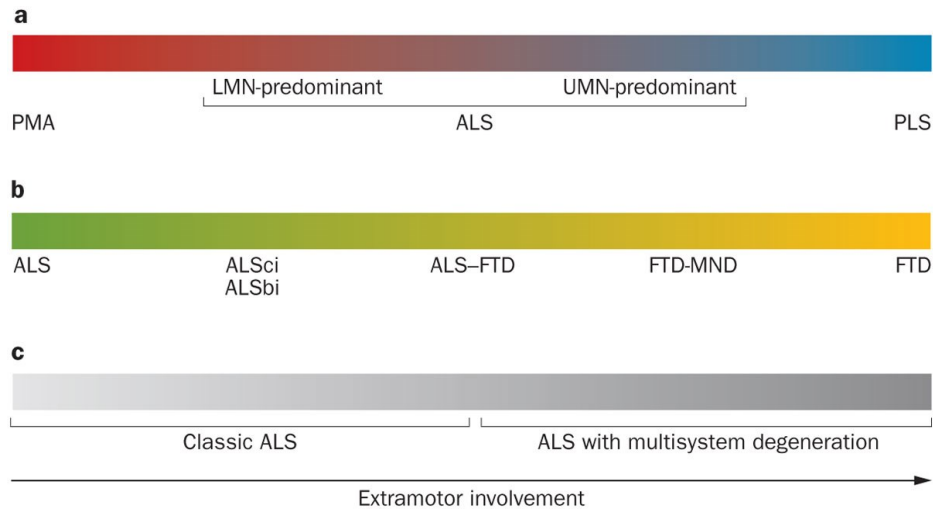 a
LMN-predominant UMN-predominant
PMA ALS PLS
b
ALS ALSci ALS–FTD FTD-MND FTD
ALSbi
c
Classic ALS ALS with multisystem degeneration
Extramotor involvement